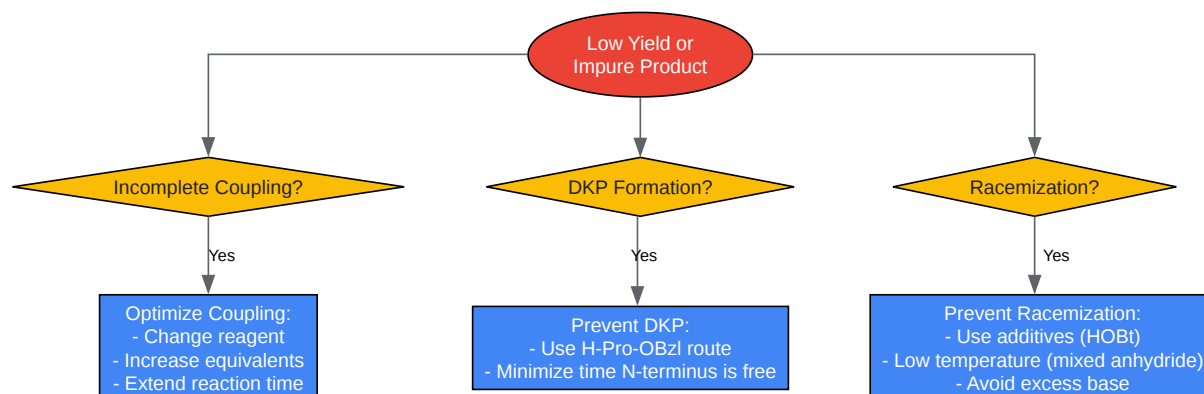 Low Yield or
Impure Product
Incomplete Coupling?
DKP Formation?
Racemization?
Yes
Yes
Yes
Optimize Coupling:
- Change reagent
- Increase equivalents
- Extend reaction time
Prevent DKP:
- Use H-Pro-OBzl route
- Minimize time N-terminus is free
Prevent Racemization:
- Use additives (HOBt)
- Low temperature (mixed anhydride)
- Avoid excess base